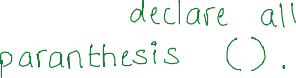 declare all
paranthesis ().